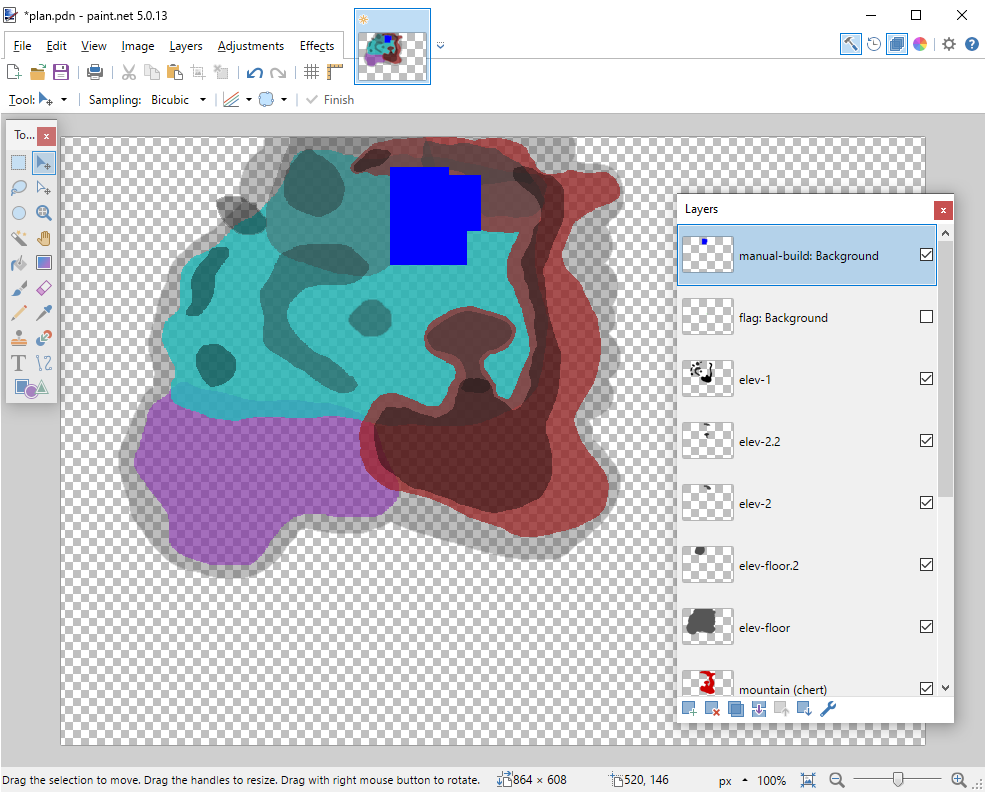 *plan.pdn - paint.net 5.0.13
File Edit View Image Layers Adjustments Effects
Tool: Sampling: Bicubic Finish
To...
Layers
manual-build: Background
flag: Background
elev-1
elev-2.2
elev-2
elev-floor.2
elev-floor
mountain (chert)
Drag the selection to move. Drag the handles to resize. Drag with right mouse button to rotate. 864 × 608 520, 146 px 100%